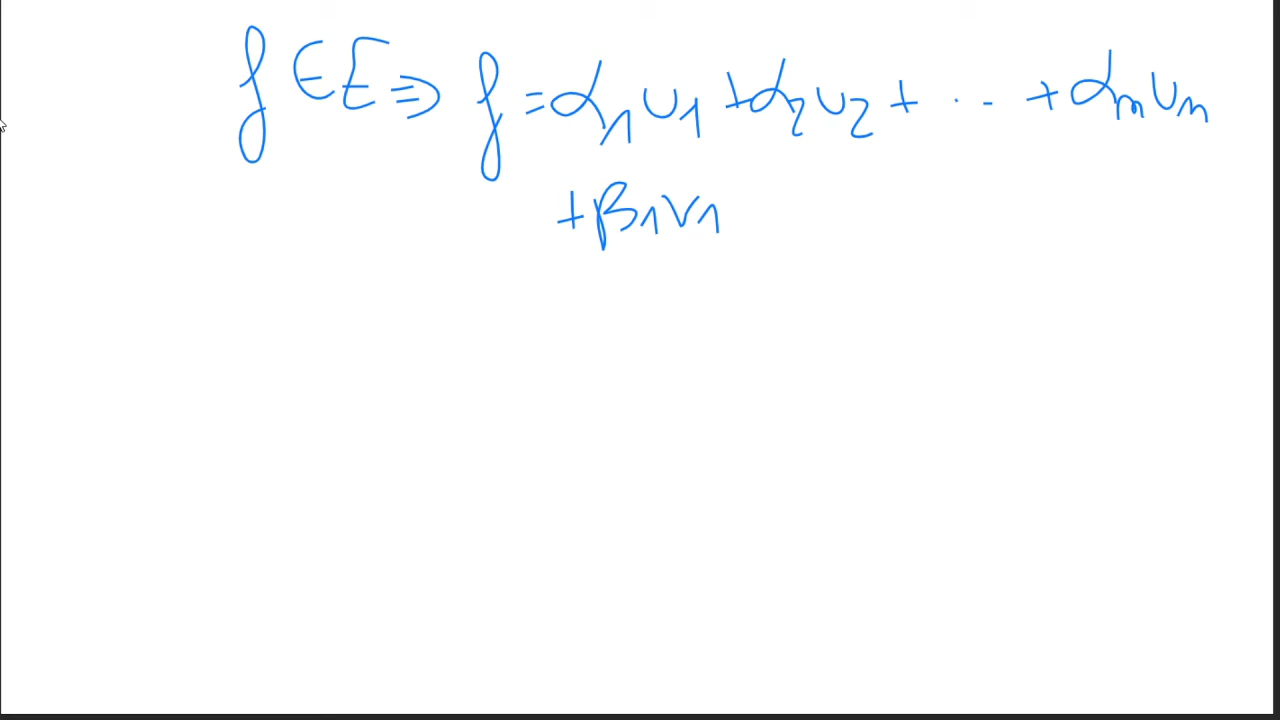 f ∈ E ⇒ f = α₁u₁ + α₂u₂ + ... + αₙuₙ
+ β₁v₁